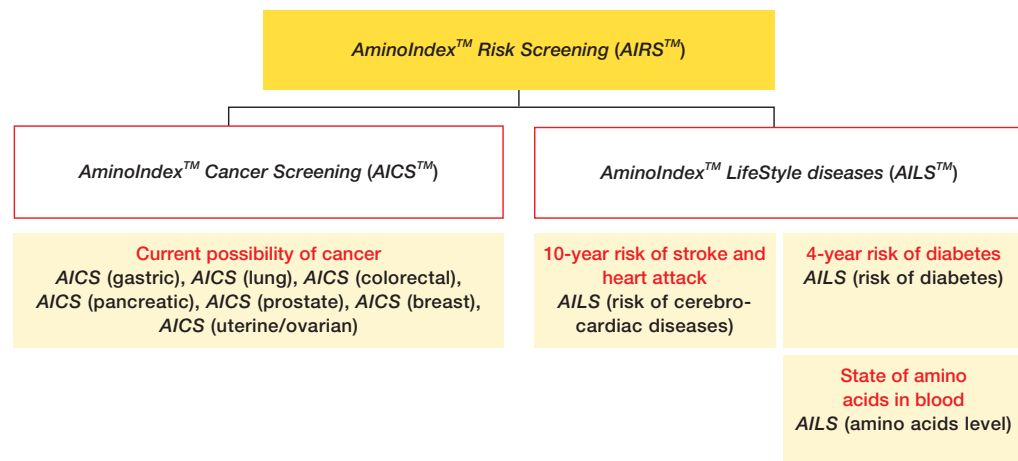 AminoIndex™ Risk Screening (AIRS™)
AminoIndex™ Cancer Screening (AICS™)
AminoIndex™ LifeStyle diseases (AILS™)
Current possibility of cancer
AICS (gastric), AICS (lung), AICS (colorectal),
AICS (pancreatic), AICS (prostate), AICS (breast),
AICS (uterine/ovarian)
10-year risk of stroke and
heart attack
AILS (risk of cerebro-
cardiac diseases)
4-year risk of diabetes
AILS (risk of diabetes)
State of amino
acids in blood
AILS (amino acids level)